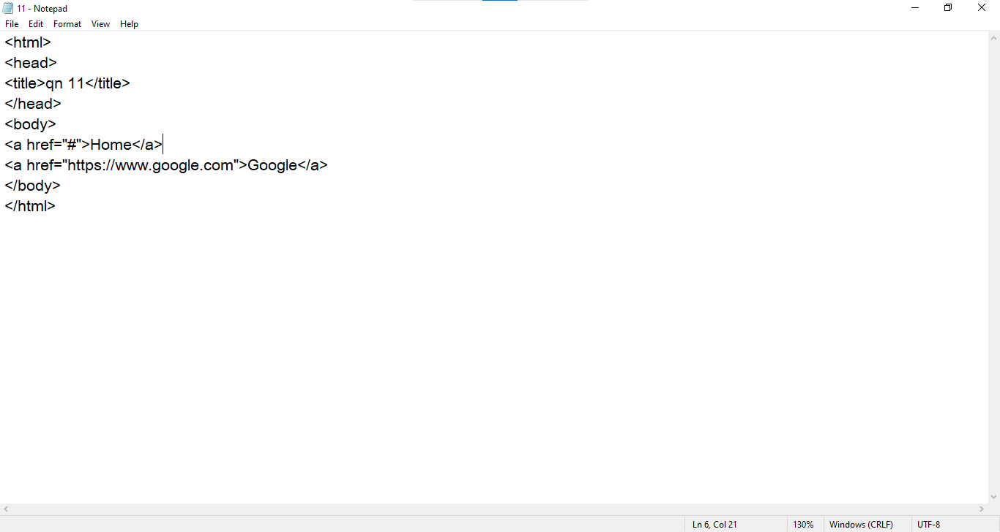 11 - Notepad
File Edit Format View Help
<html>
<head>
<title>qn 11</title>
</head>
<body>
<a href="#">Home</a>
<a href="https://www.google.com">Google</a>
</body>
</html>
Ln 6, Col 21 130% Windows (CRLF) UTF-8